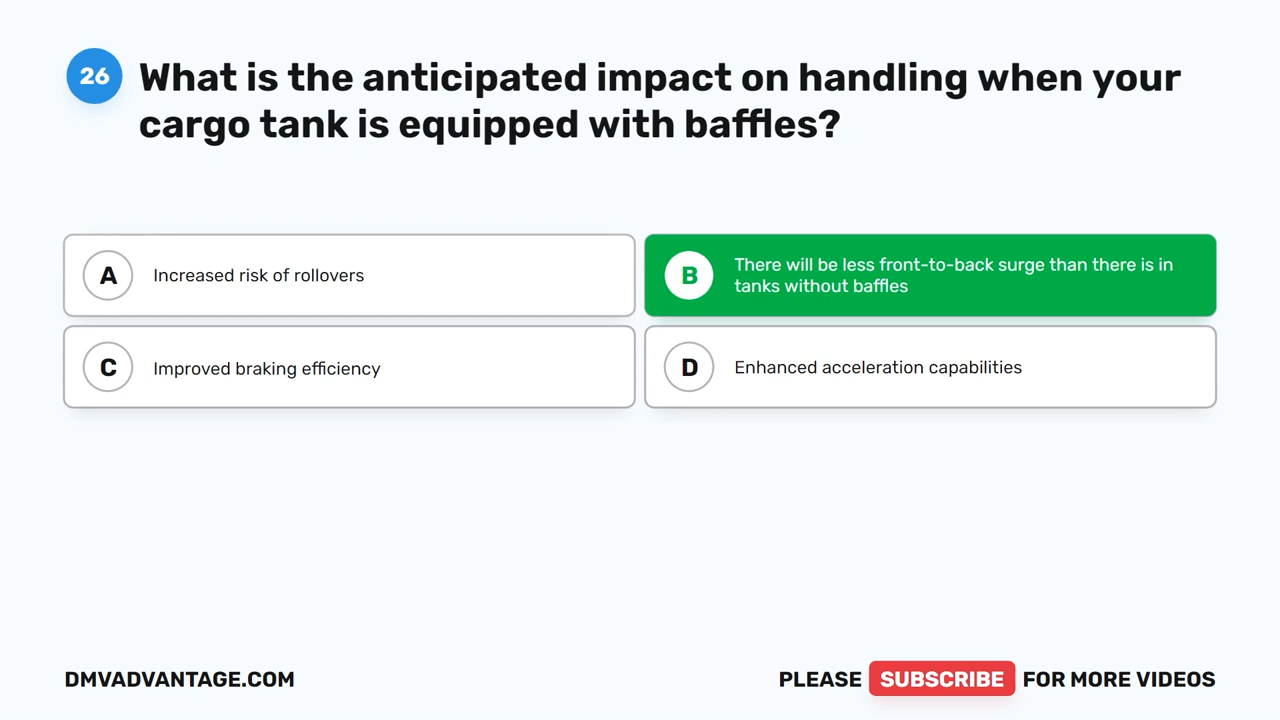 26
What is the anticipated impact on handling when your
cargo tank is equipped with baffles?
A
Increased risk of rollovers
B
There will be less front-to-back surge than there is in
tanks without baffles
C
Improved braking efficiency
D
Enhanced acceleration capabilities
DMVADVANTAGE.COM
PLEASE SUBSCRIBE FOR MORE VIDEOS